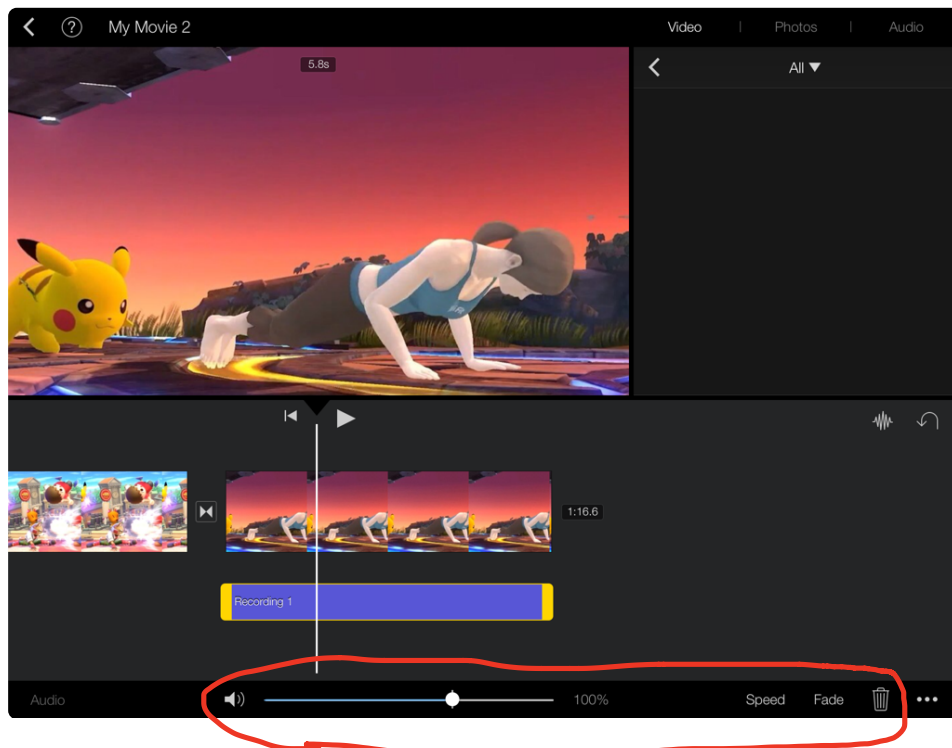 My Movie 2
Video
Photos
Audio
5.8s
All ▼
1:16.6
Recording 1
Audio
100%
Speed
Fade